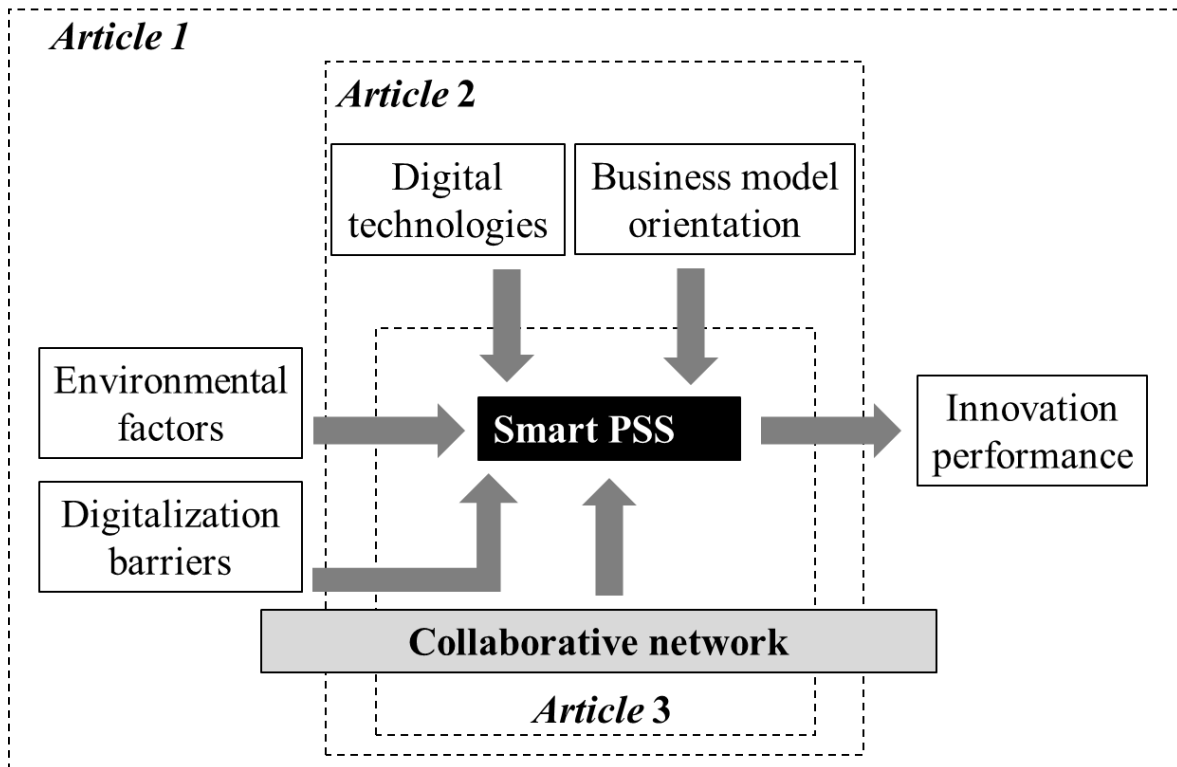 Article 1
Article 2
Digital
technologies
Business model
orientation
Environmental
factors
Smart PSS
Innovation
performance
Digitalization
barriers
Collaborative network
Article 3